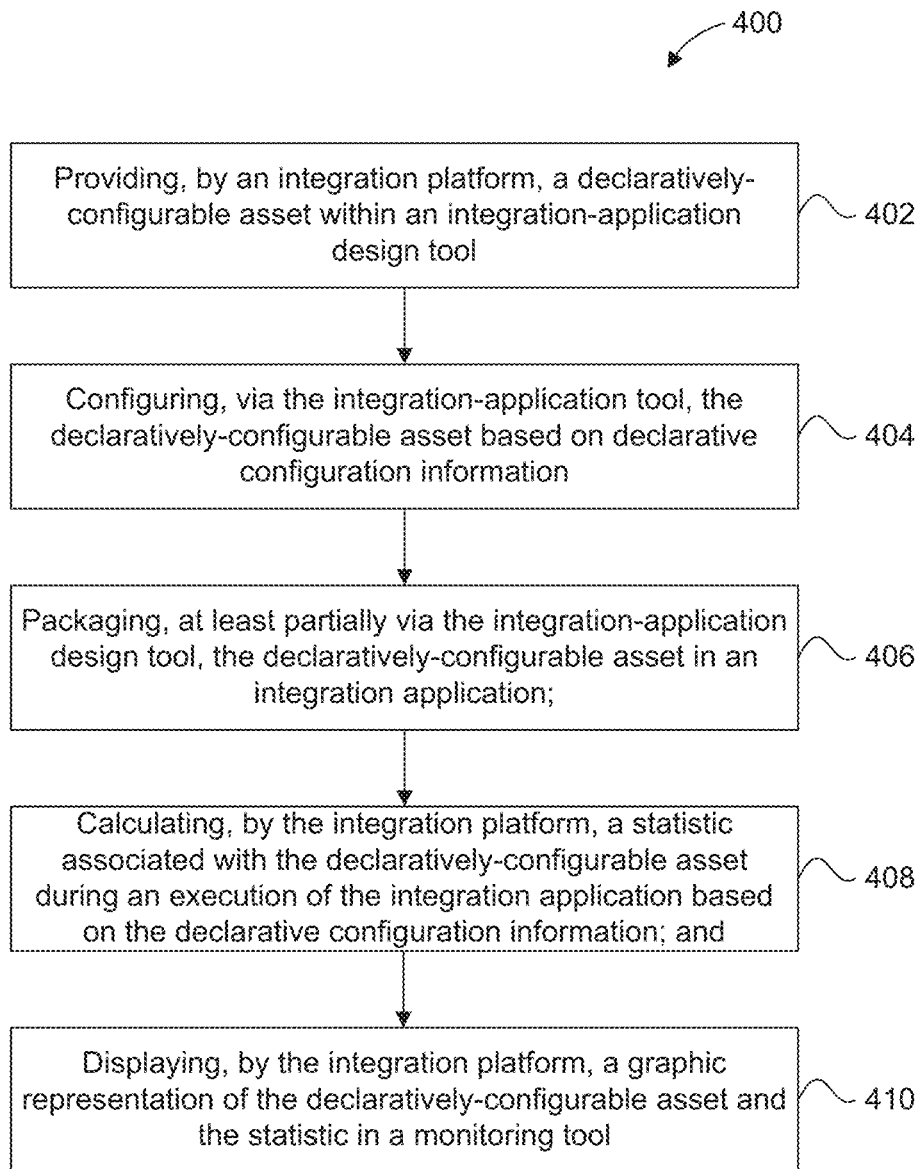 400
Providing, by an integration platform, a declaratively-
configurable asset within an integration-application
design tool
402
Configuring, via the integration-application tool, the
declaratively-configurable asset based on declarative
configuration information
404
Packaging, at least partially via the integration-application
design tool, the declaratively-configurable asset in an
integration application;
406
Calculating, by the integration platform, a statistic
associated with the declaratively-configurable asset
during an execution of the integration application based
on the declarative configuration information; and
408
Displaying, by the integration platform, a graphic
representation of the declaratively-configurable asset and
the statistic in a monitoring tool
410